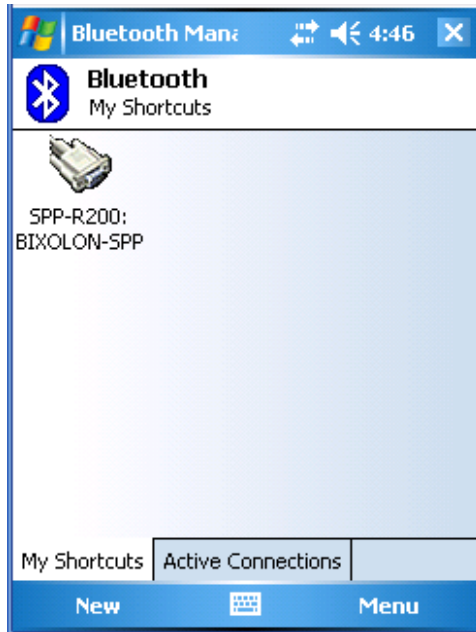 Bluetooth Mana
4:46
Bluetooth
My Shortcuts
SPP-R200:
BIXOLON-SPP
My Shortcuts Active Connections
New Menu